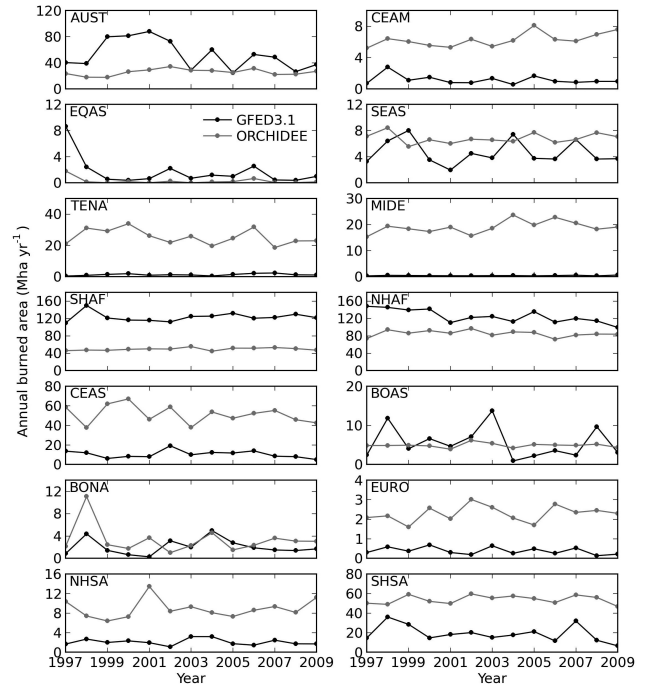 Annual burned area (Mha yr⁻¹)
AUST
120
80
40
0
CEAM
8
4
0
EQAS
GFED3.1
ORCHIDEE
12
8
4
0
SEAS
12
8
4
0
TENA
40
20
0
MIDE
30
20
10
0
SHAF
160
120
80
40
0
NHAF
160
120
80
40
0
CEAS
80
60
40
20
0
BOAS
20
10
0
BONA
12
8
4
0
EURO
4
3
2
1
0
NHSA
16
12
8
4
0
1997 1999 2001 2003 2005 2007 2009
Year
SHSA
80
60
40
20
0
1997 1999 2001 2003 2005 2007 2009
Year